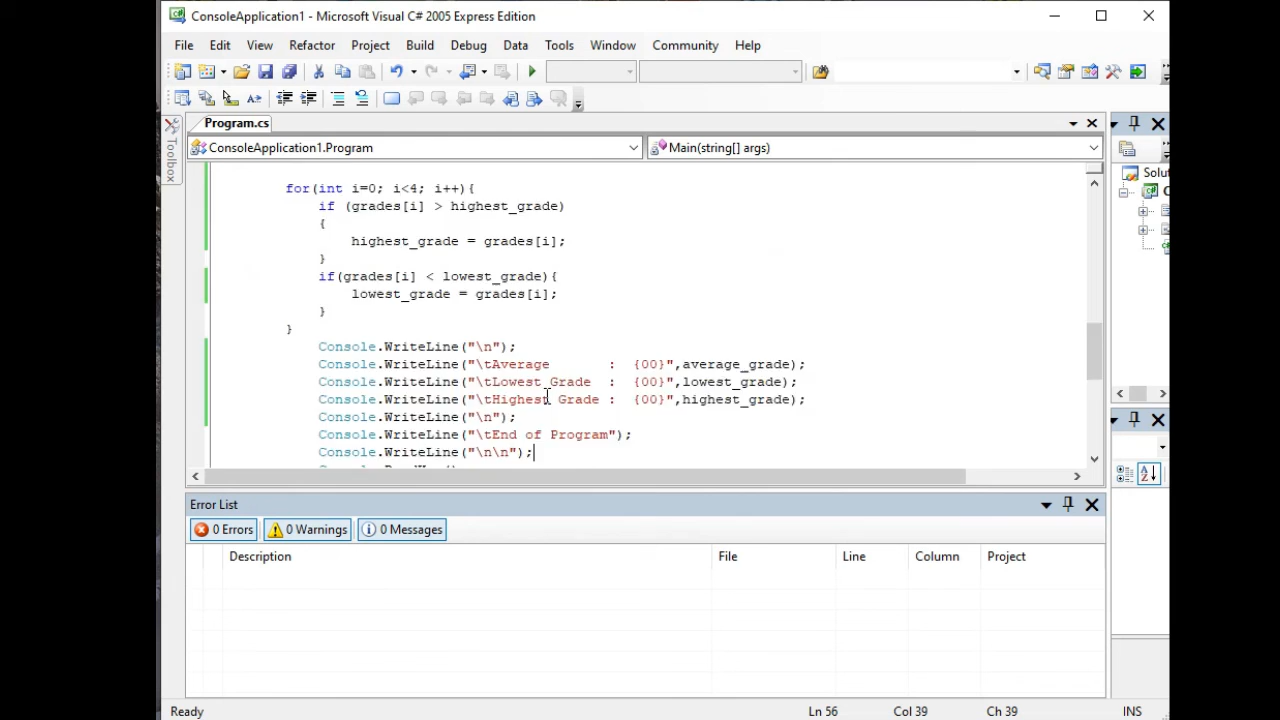 ConsoleApplication1 - Microsoft Visual C# 2005 Express Edition
File Edit View Refactor Project Build Debug Data Tools Window Community Help
Toolbox
Program.cs
ConsoleApplication1.Program
Main(string[] args)
for(int i=0; i<4; i++){
if (grades[i] > highest_grade)
{
highest_grade = grades[i];
}
if(grades[i] < lowest_grade){
lowest_grade = grades[i];
}
}
Console.WriteLine("\n");
Console.WriteLine("\tAverage       :  {00}",average_grade);
Console.WriteLine("\tLowest Grade  :  {00}",lowest_grade);
Console.WriteLine("\tHighest Grade :  {00}",highest_grade);
Console.WriteLine("\n");
Console.WriteLine("\tEnd of Program");
Console.WriteLine("\n\n");
Solu
C
Error List
0 Errors 0 Warnings 0 Messages
Description File Line Column Project
Ready Ln 56 Col 39 Ch 39 INS